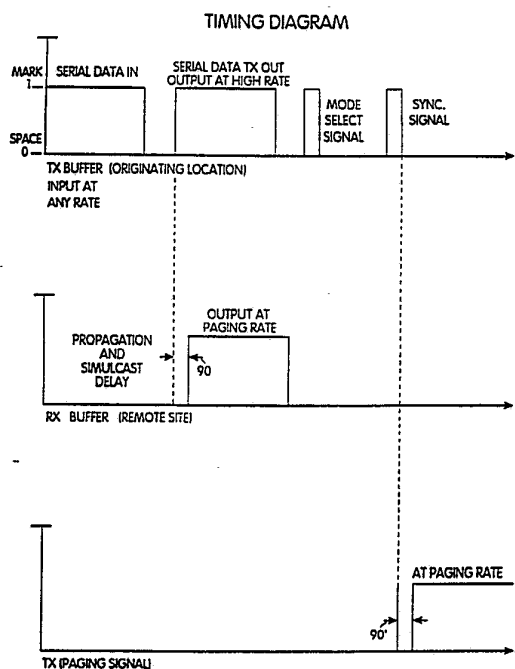 TIMING DIAGRAM
MARK
1
SERIAL DATA IN
SERIAL DATA TX OUT
OUTPUT AT HIGH RATE
MODE
SELECT
SIGNAL
SYNC.
SIGNAL
SPACE
0
TX BUFFER (ORIGINATING LOCATION)
INPUT AT
ANY RATE
OUTPUT AT
PAGING RATE
PROPAGATION
AND
SIMULCAST
DELAY
90
RX BUFFER (REMOTE SITE)
AT PAGING RATE
90'
TX (PAGING SIGNAL)